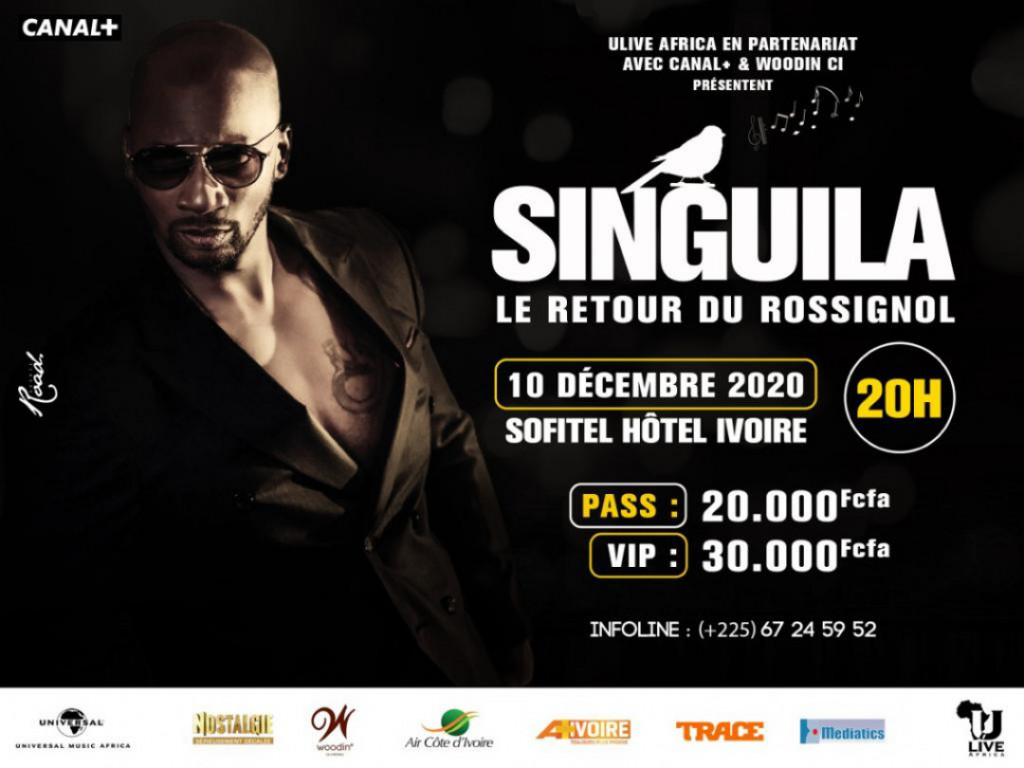 CANAL+
ULIVE AFRICA EN PARTENARIAT
AVEC CANAL+ & WOODIN CI
PRÉSENTENT
SINGUILA
LE RETOUR DU ROSSIGNOL
10 DÉCEMBRE 2020
20H
SOFITEL HÔTEL IVOIRE
PASS : 20.000Fcfa
VIP : 30.000Fcfa
INFOLINE : (+225) 67 24 59 52
Road.
UNIVERSAL
UNIVERSAL MUSIC AFRICA
NOSTALGIE
W
woodin
Air Côte d'Ivoire
A+IVOIRE
TRACE
Mediatics
U
LIVE
AFRICA